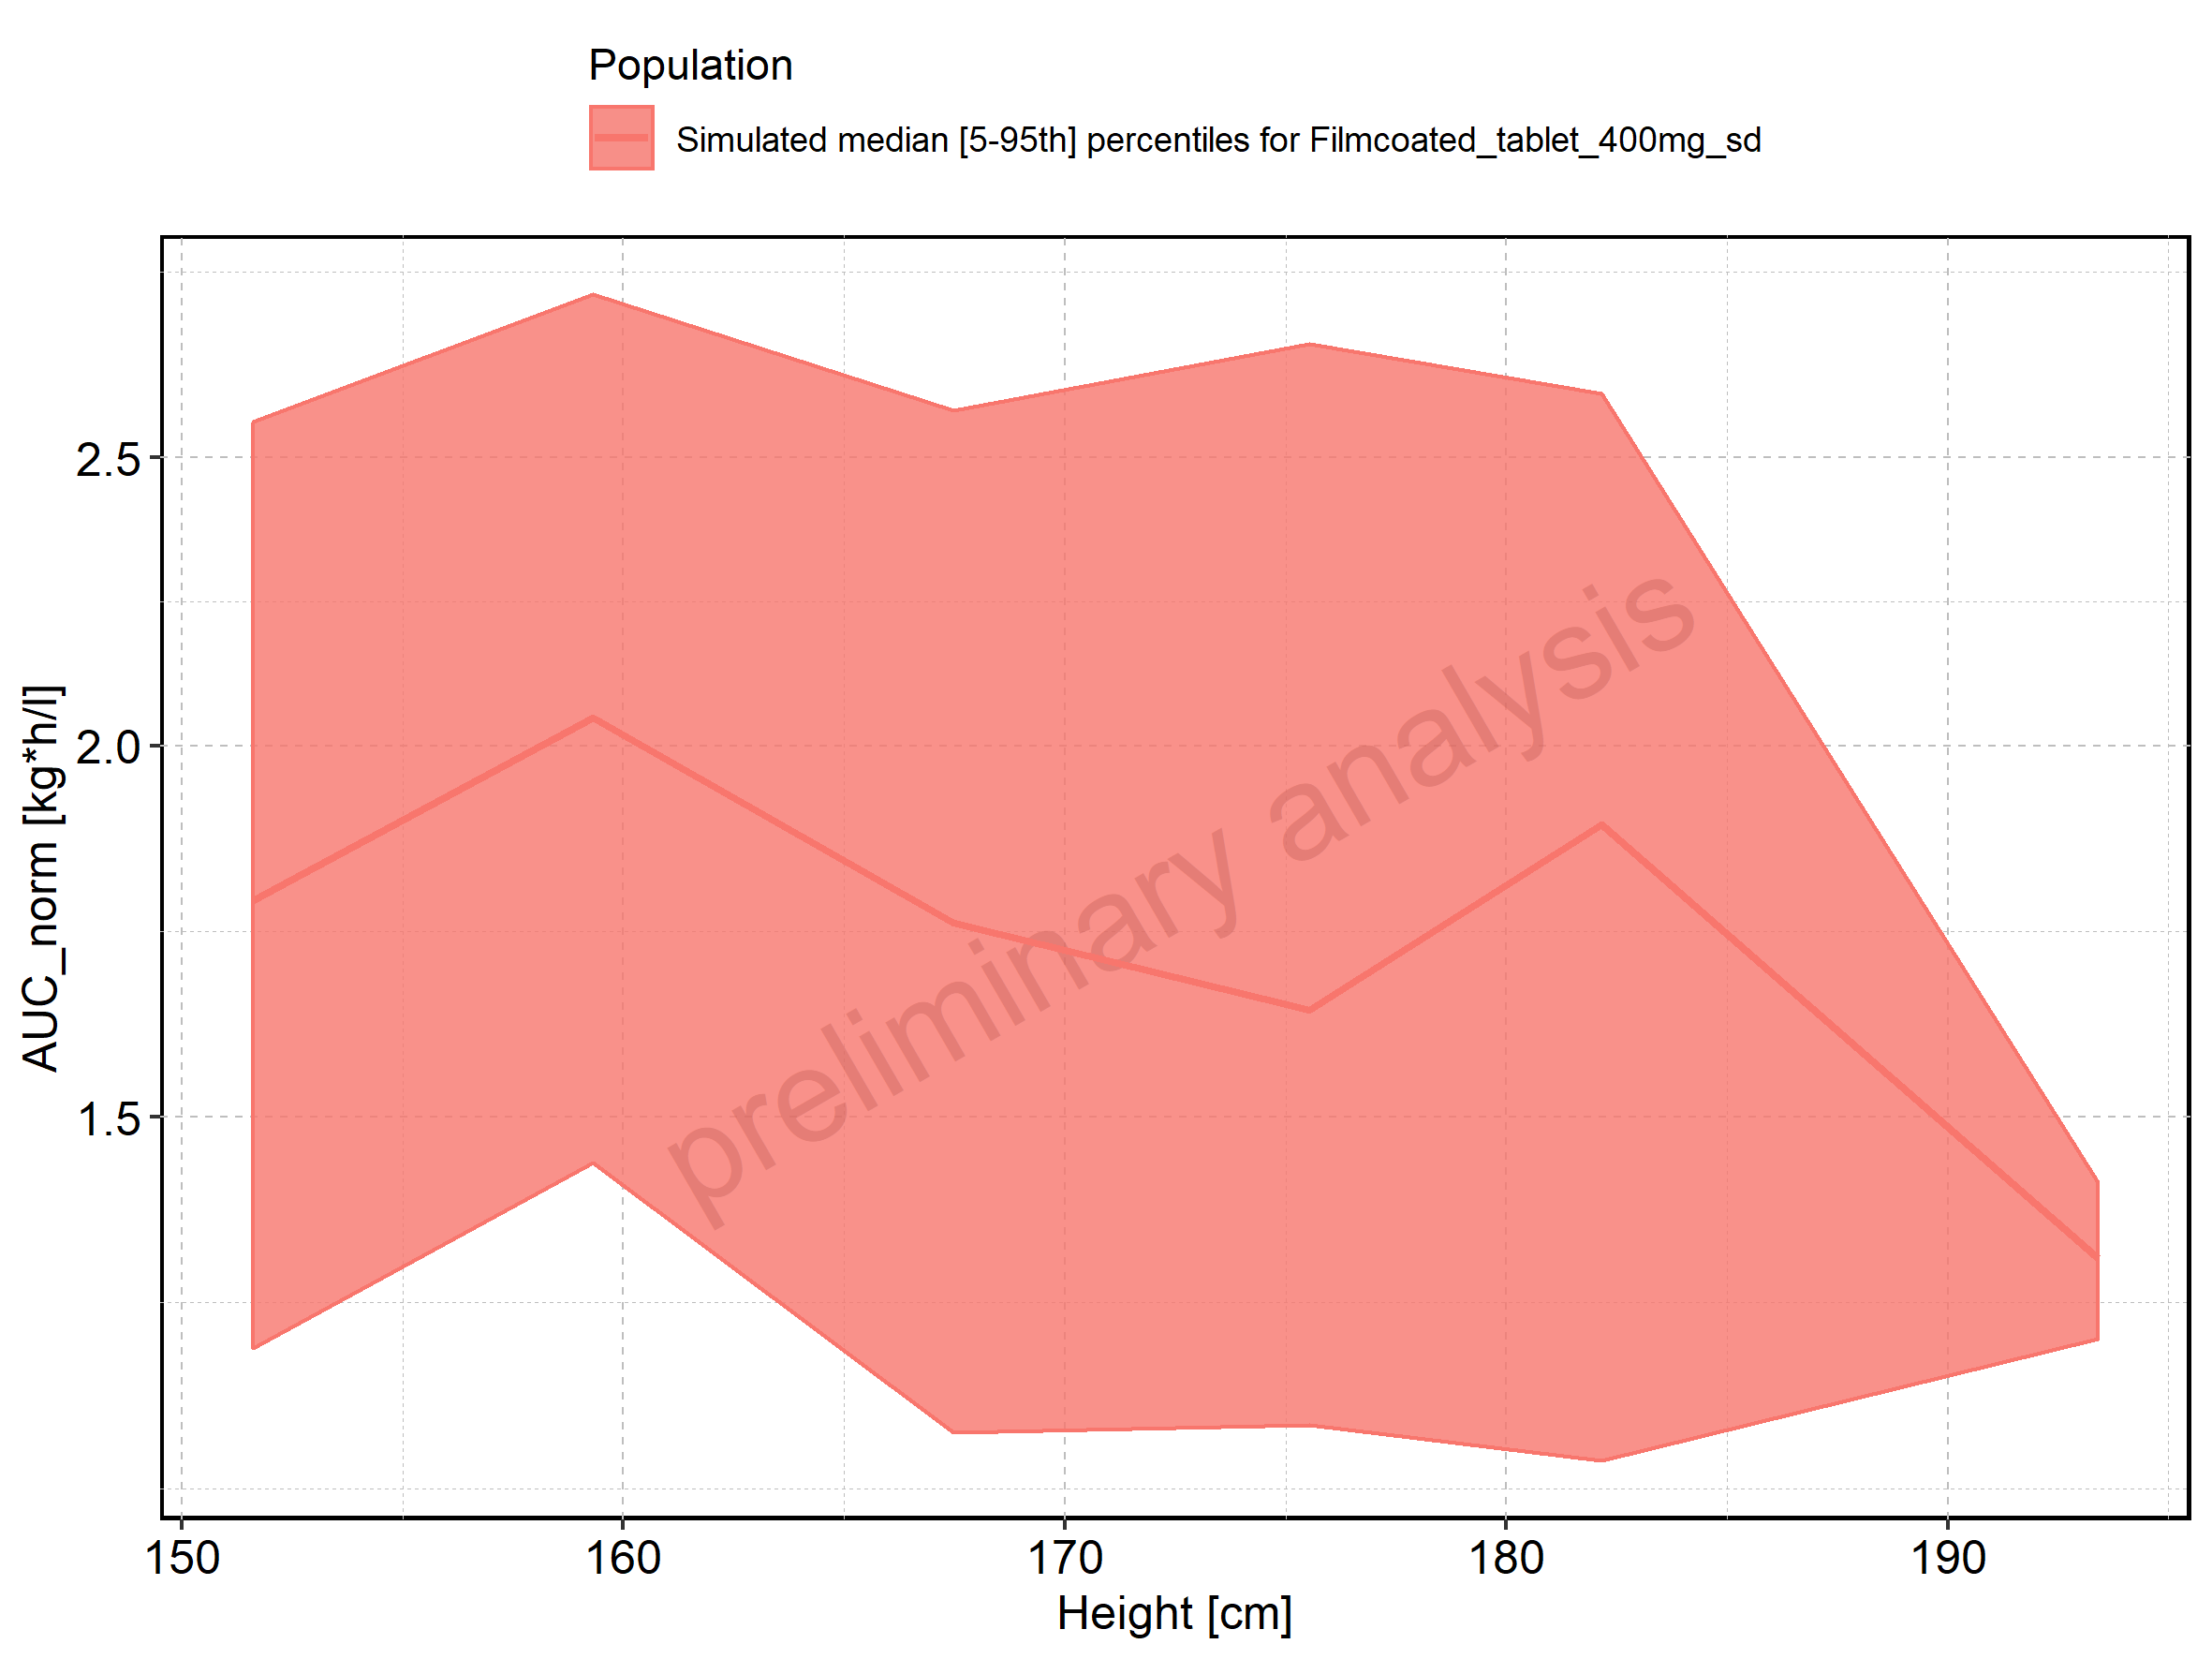 Population
Simulated median [5-95th] percentiles for Filmcoated_tablet_400mg_sd
AUC_norm [kg*h/l]
2.5
2.0
1.5
preliminary analysis
150 160 170 180 190
Height [cm]